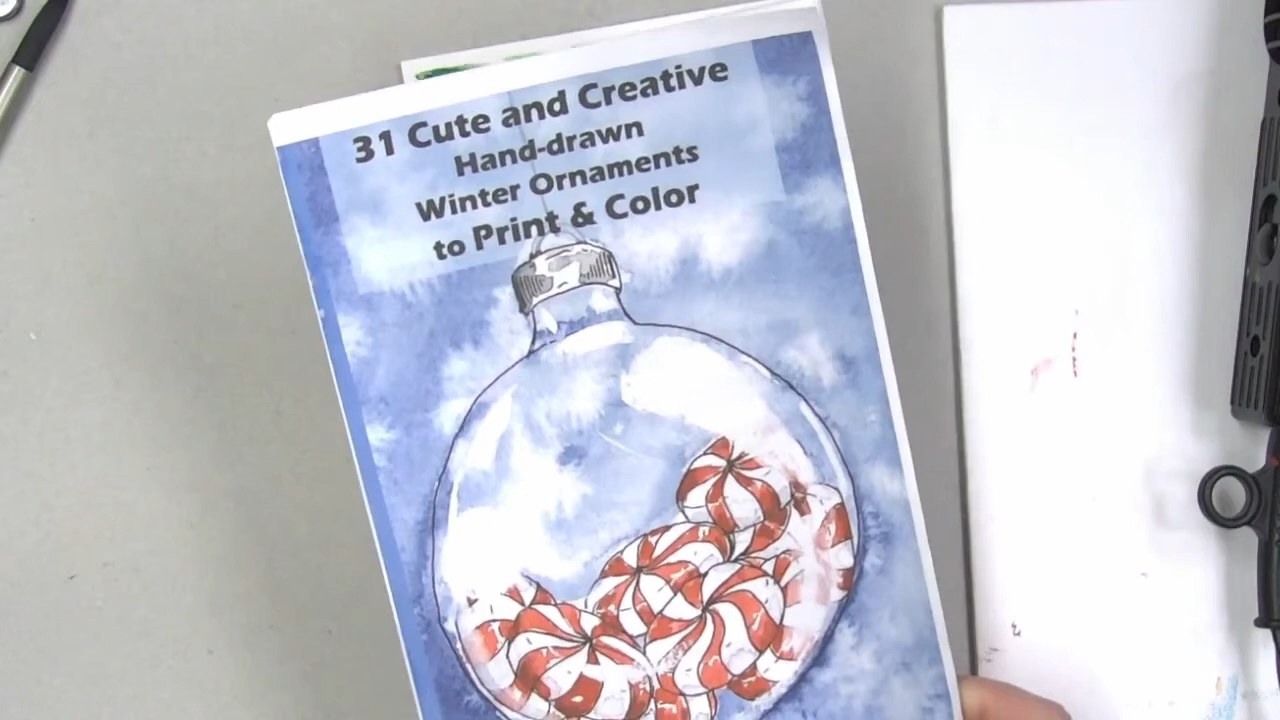 31 Cute and Creative
Hand-drawn
Winter Ornaments
to Print & Color